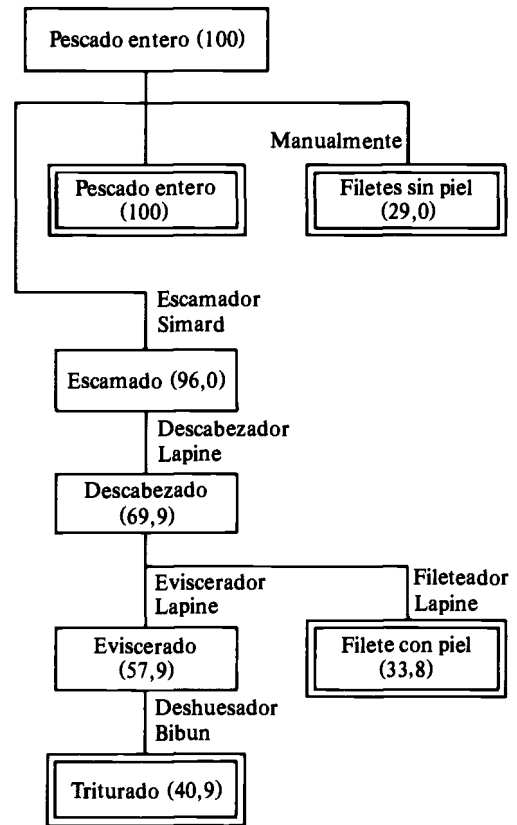 Pescado entero (100)
Manualmente
Pescado entero
(100)
Filetes sin piel
(29,0)
Escamador
Simard
Escamado (96,0)
Descabezador
Lapine
Descabezado
(69,9)
Eviscerador
Lapine
Fileteador
Lapine
Eviscerado
(57,9)
Filete con piel
(33,8)
Deshuesador
Bibun
Triturado (40,9)